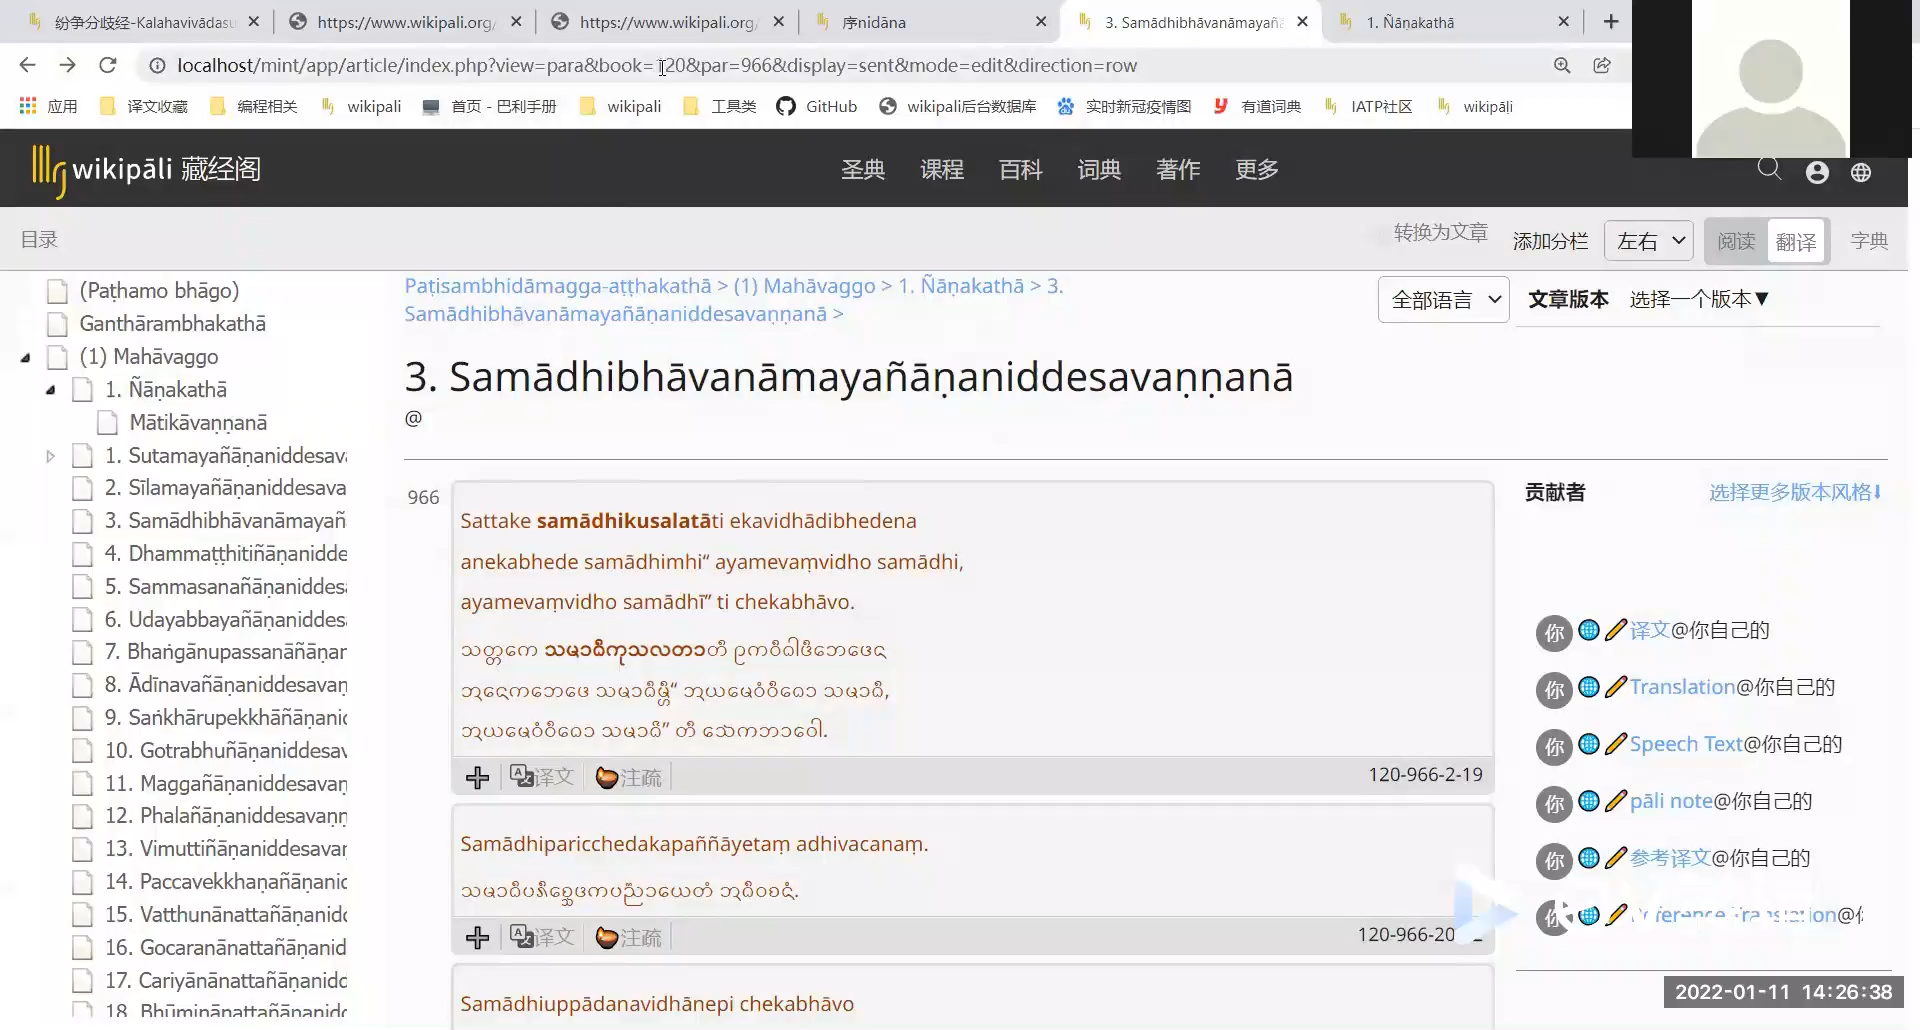 纷争分歧经-Kalahavivādasu
https://www.wikipali.org/
https://www.wikipali.org/
序nidāna
3. Samādhibhāvanāmayañ
1. Ñāṇakathā
localhost/mint/app/article/index.php?view=para&book=120&par=966&display=sent&mode=edit&direction=row
应用
译文收藏
编程相关
wikipali
首页 - 巴利手册
wikipali
工具类
GitHub
wikipali后台数据库
实时新冠疫情图
有道词典
IATP社区
wikipāḷi
wikipāli 藏经阁
圣典 课程 百科 词典 著作 更多
目录
转换为文章 添加分栏 左右 阅读 翻译 字典
(Paṭhamo bhāgo)
Ganthārambhakathā
(1) Mahāvaggo
1. Ñāṇakathā
Mātikāvaṇṇanā
1. Sutamayañāṇaniddesav
2. Sīlamayañāṇaniddesava
3. Samādhibhāvanāmayañ
4. Dhammaṭṭhitiñāṇanidde
5. Sammasanañāṇaniddes
6. Udayabbayañāṇaniddes
7. Bhaṅgānupassanāñāṇar
8. Ādīnavañāṇaniddesavaṇ
9. Saṅkhārupekkhāñāṇani
10. Gotrabhuñāṇaniddesav
11. Maggañāṇaniddesavaṇ
12. Phalañāṇaniddesavaṇṇ
13. Vimuttiñāṇaniddesavaṇ
14. Paccavekkhaṇañāṇani
15. Vatthunānattañāṇanid
16. Gocaranānattañāṇanid
17. Cariyānānattañāṇanidd
18. Bhūminānattañāṇanidd
Paṭisambhidāmagga-aṭṭhakathā > (1) Mahāvaggo > 1. Ñāṇakathā > 3.
Samādhibhāvanāmayañāṇaniddesavaṇṇanā >
全部语言
文章版本 选择一个版本▼
3. Samādhibhāvanāmayañāṇaniddesavaṇṇanā
@
966
Sattake samādhikusalatāti ekavidhādibhedena
anekabhede samādhimhi“ ayamevaṃvidho samādhi,
ayamevaṃvidho samādhī” ti chekabhāvo.
译文 注疏 120-966-2-19
Samādhiparicchedakapaññāyetaṃ adhivacanaṃ.
译文 注疏 120-966-20
Samādhiuppādanavidhānepi chekabhāvo
贡献者 选择更多版本风格⬇
你 译文@你自己的
你 Translation@你自己的
你 Speech Text@你自己的
你 pāli note@你自己的
你 参考译文@你自己的
2022-01-11 14:26:38